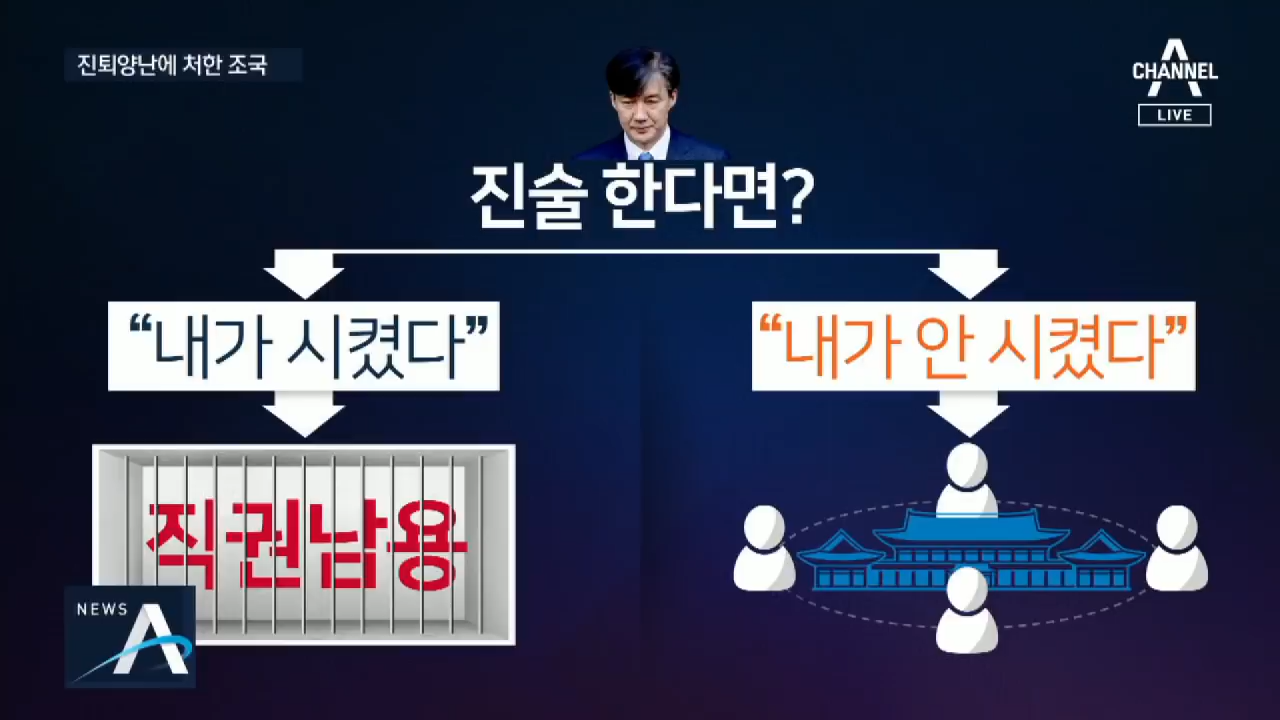 진퇴양난에 처한 조국
CHANNEL A
LIVE
진술 한다면?
“내가 시켰다”
“내가 안 시켰다”
직권남용
NEWS A